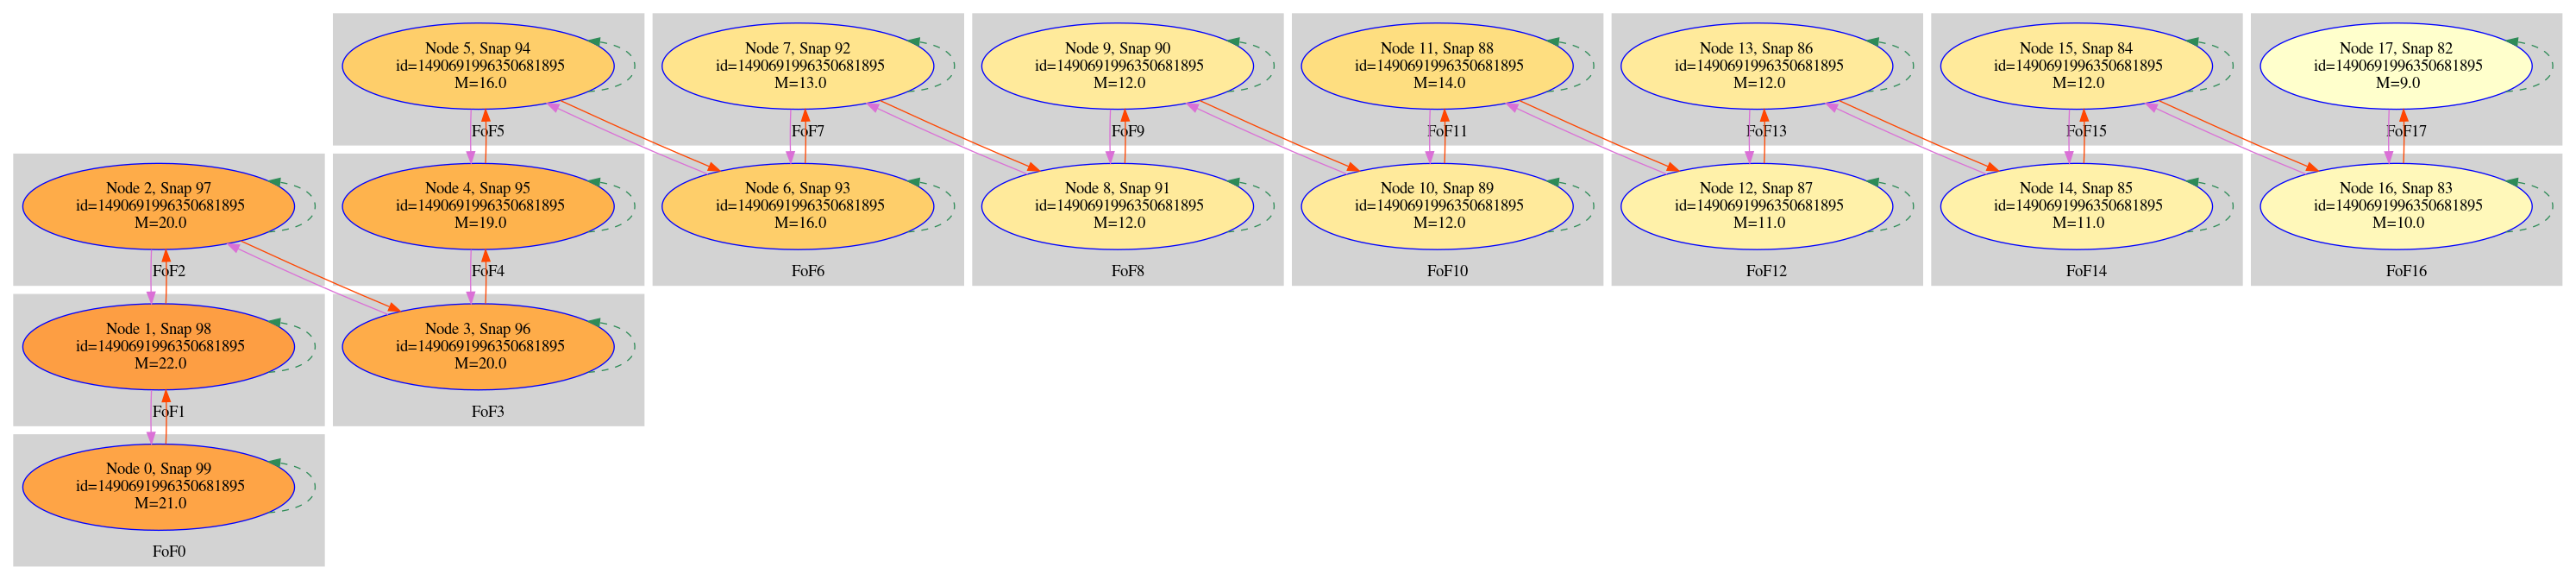 Node 5, Snap 94
id=1490691996350681895
M=16.0
FoF5
Node 7, Snap 92
id=1490691996350681895
M=13.0
FoF7
Node 9, Snap 90
id=1490691996350681895
M=12.0
FoF9
Node 11, Snap 88
id=1490691996350681895
M=14.0
FoF11
Node 13, Snap 86
id=1490691996350681895
M=12.0
FoF13
Node 15, Snap 84
id=1490691996350681895
M=12.0
FoF15
Node 17, Snap 82
id=1490691996350681895
M=9.0
FoF17
Node 2, Snap 97
id=1490691996350681895
M=20.0
FoF2
Node 4, Snap 95
id=1490691996350681895
M=19.0
FoF4
Node 6, Snap 93
id=1490691996350681895
M=16.0
FoF6
Node 8, Snap 91
id=1490691996350681895
M=12.0
FoF8
Node 10, Snap 89
id=1490691996350681895
M=12.0
FoF10
Node 12, Snap 87
id=1490691996350681895
M=11.0
FoF12
Node 14, Snap 85
id=1490691996350681895
M=11.0
FoF14
Node 16, Snap 83
id=1490691996350681895
M=10.0
FoF16
Node 1, Snap 98
id=1490691996350681895
M=22.0
FoF1
Node 3, Snap 96
id=1490691996350681895
M=20.0
FoF3
Node 0, Snap 99
id=1490691996350681895
M=21.0
FoF0